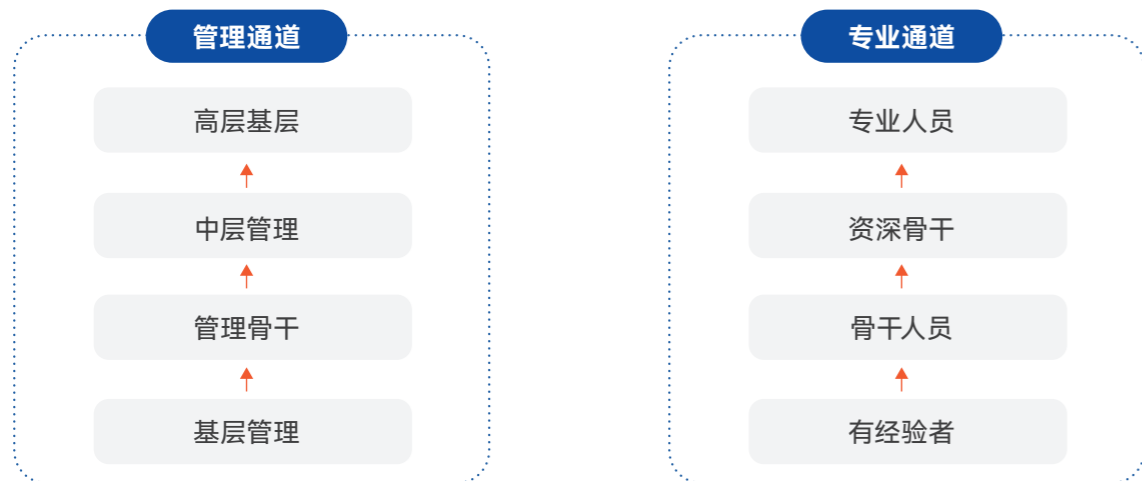 管理通道
高层基层
中层管理
管理骨干
基层管理
专业通道
专业人员
资深骨干
骨干人员
有经验者